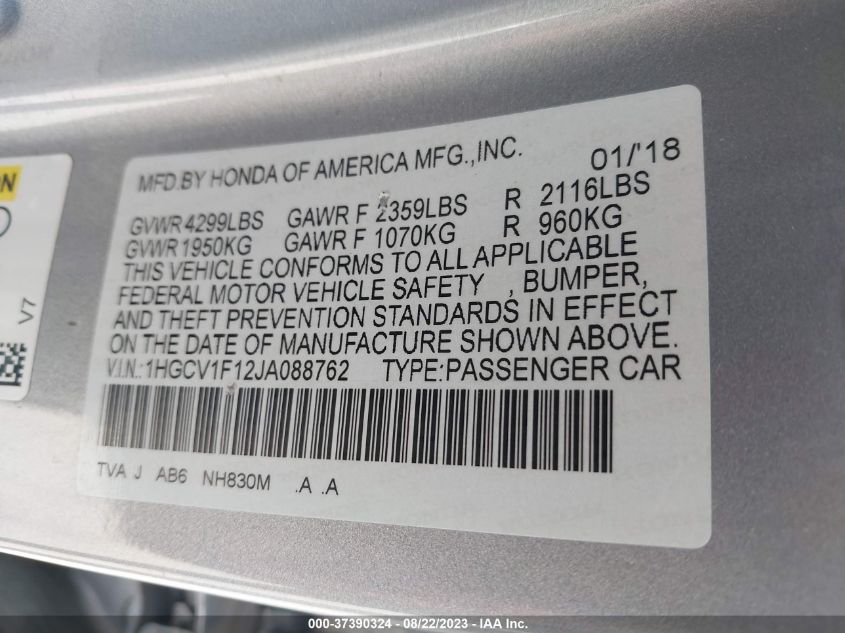 MFD.BY HONDA OF AMERICA MFG.,INC. 01/'18
GVWR 4299LBS GAWR F 2359LBS R 2116LBS
GVWR 1950KG GAWR F 1070KG R 960KG
THIS VEHICLE CONFORMS TO ALL APPLICABLE
FEDERAL MOTOR VEHICLE SAFETY , BUMPER,
AND THEFT PREVENTION STANDARDS IN EFFECT
ON THE DATE OF MANUFACTURE SHOWN ABOVE.
V.I.N.: 1HGCV1F12JA088762 TYPE:PASSENGER CAR
TVA J AB6 NH830M .A .A
V7
000-37390324 - 08/22/2023 - IAA Inc.